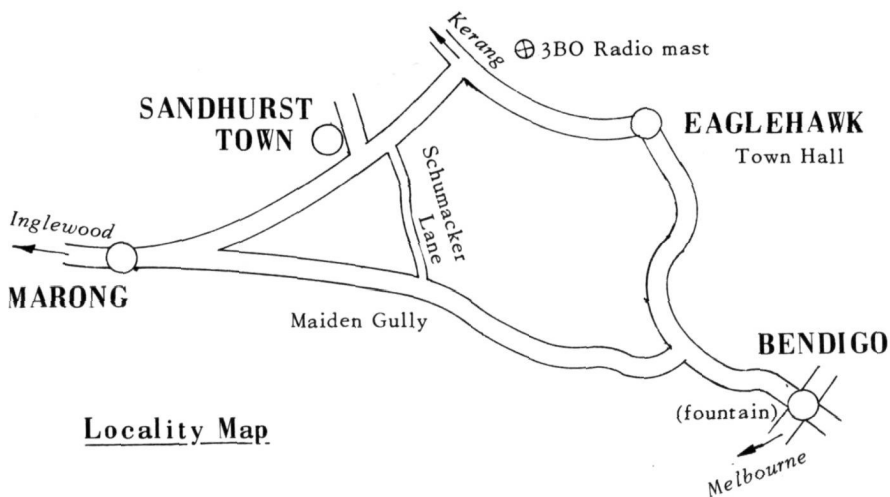 Kerang
3BO Radio mast
SANDHURST
TOWN
EAGLEHAWK
Town Hall
Schumacker
Lane
Inglewood
MARONG
Maiden Gully
BENDIGO
(fountain)
Locality Map
Melbourne